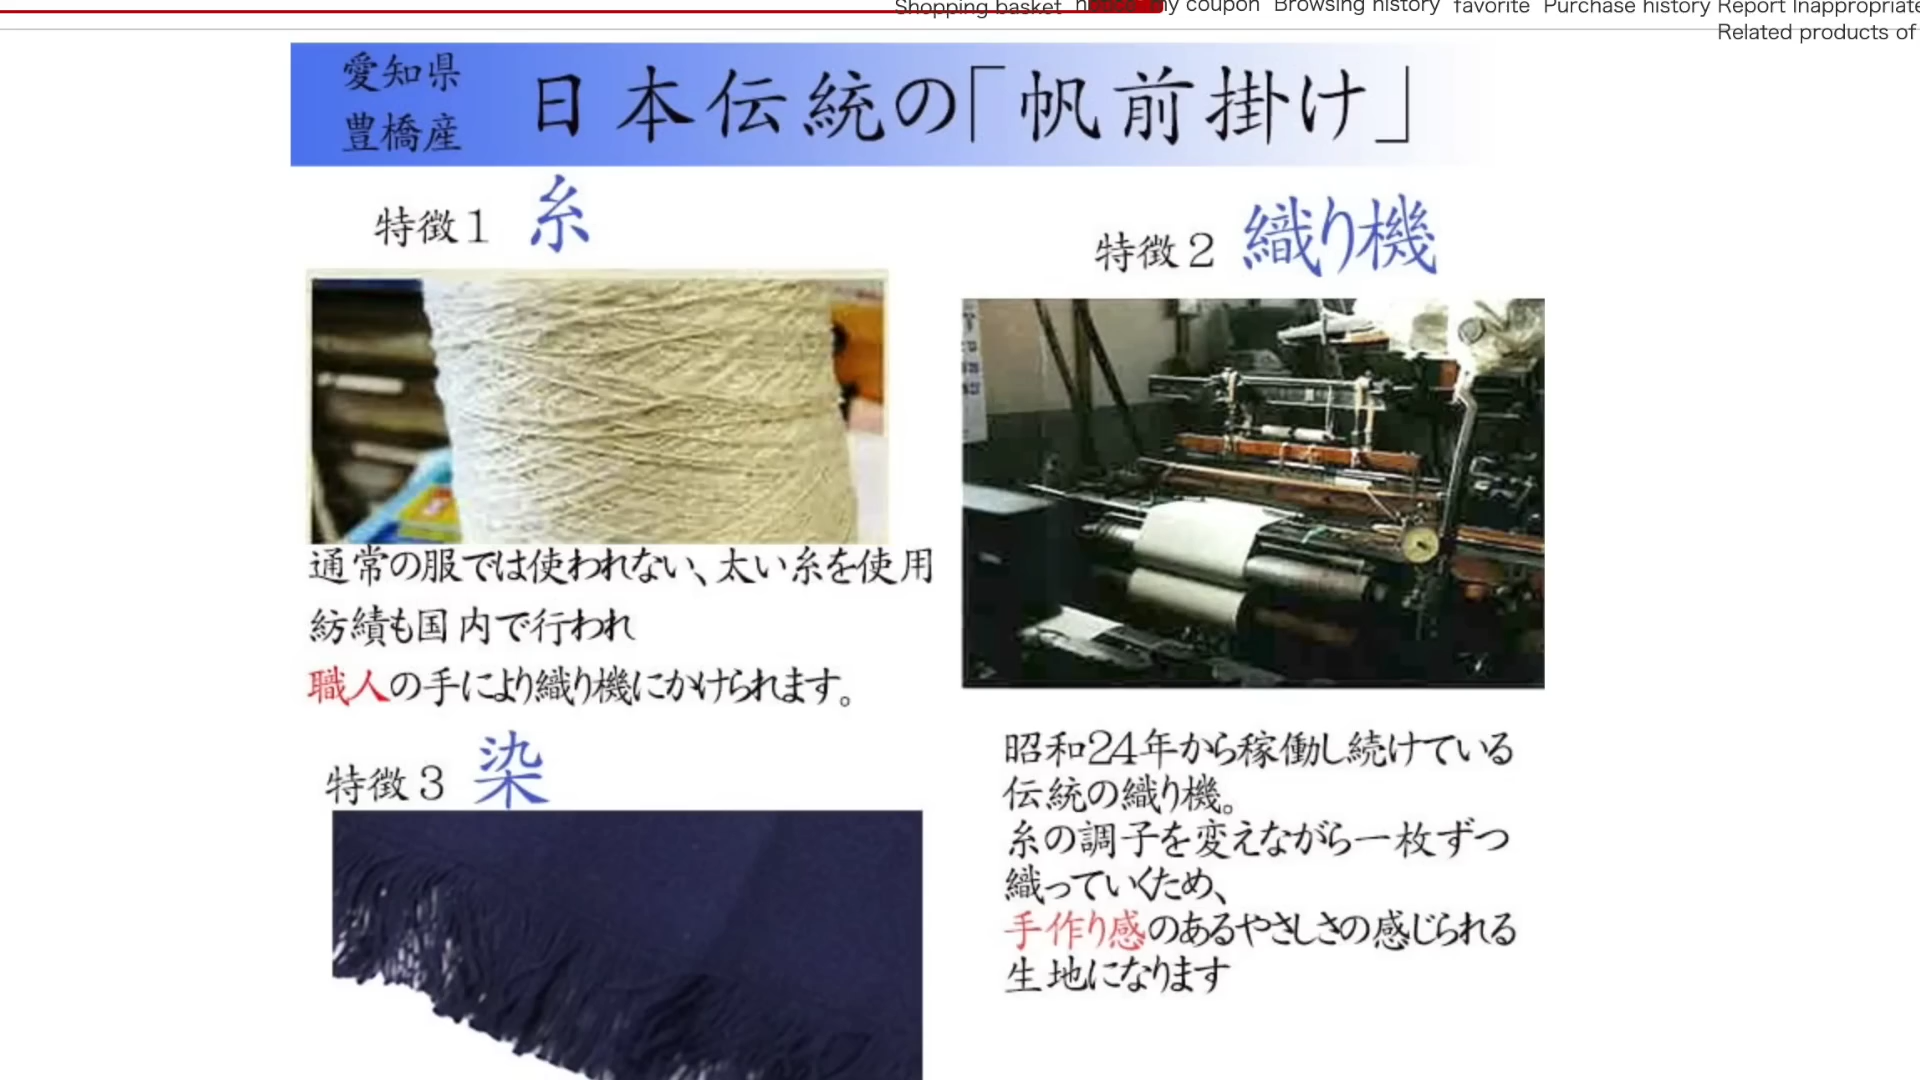 Shopping basket my coupon Browsing history favorite Purchase history Report Inappropriate
Related products of
愛知県
豊橋産
日本伝統の「帆前掛け」
特徴1 糸
通常の服では使われない、太い糸を使用
紡績も国内で行われ
職人の手により織り機にかけられます。
特徴2 織り機
昭和24年から稼働し続けている
伝統の織り機。
糸の調子を変えながら一枚ずつ
織っていくため、
手作り感のあるやさしさの感じられる
生地になります
特徴3 染